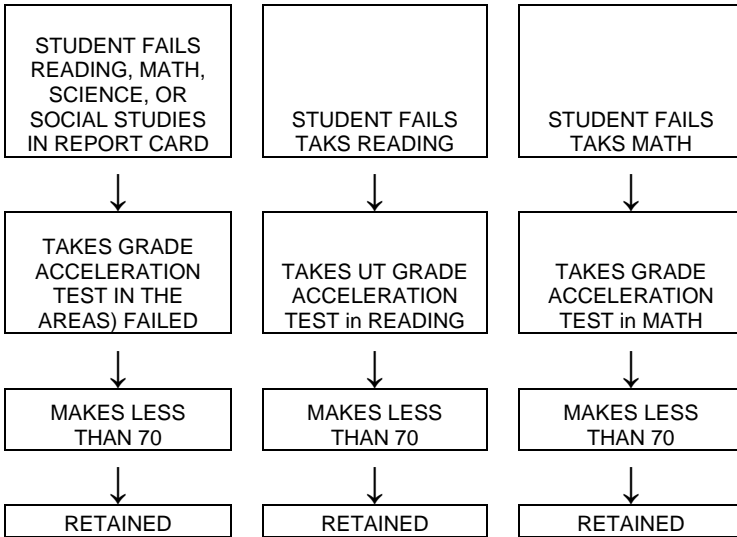 STUDENT FAILS
READING, MATH,
SCIENCE, OR
SOCIAL STUDIES
IN REPORT CARD
STUDENT FAILS
TAKS READING
STUDENT FAILS
TAKS MATH
↓
↓
↓
TAKES GRADE
ACCELERATION
TEST IN THE
AREAS) FAILED
TAKES UT GRADE
ACCELERATION
TEST in READING
TAKES GRADE
ACCELERATION
TEST in MATH
↓
↓
↓
MAKES LESS
THAN 70
MAKES LESS
THAN 70
MAKES LESS
THAN 70
↓
↓
↓
RETAINED
RETAINED
RETAINED